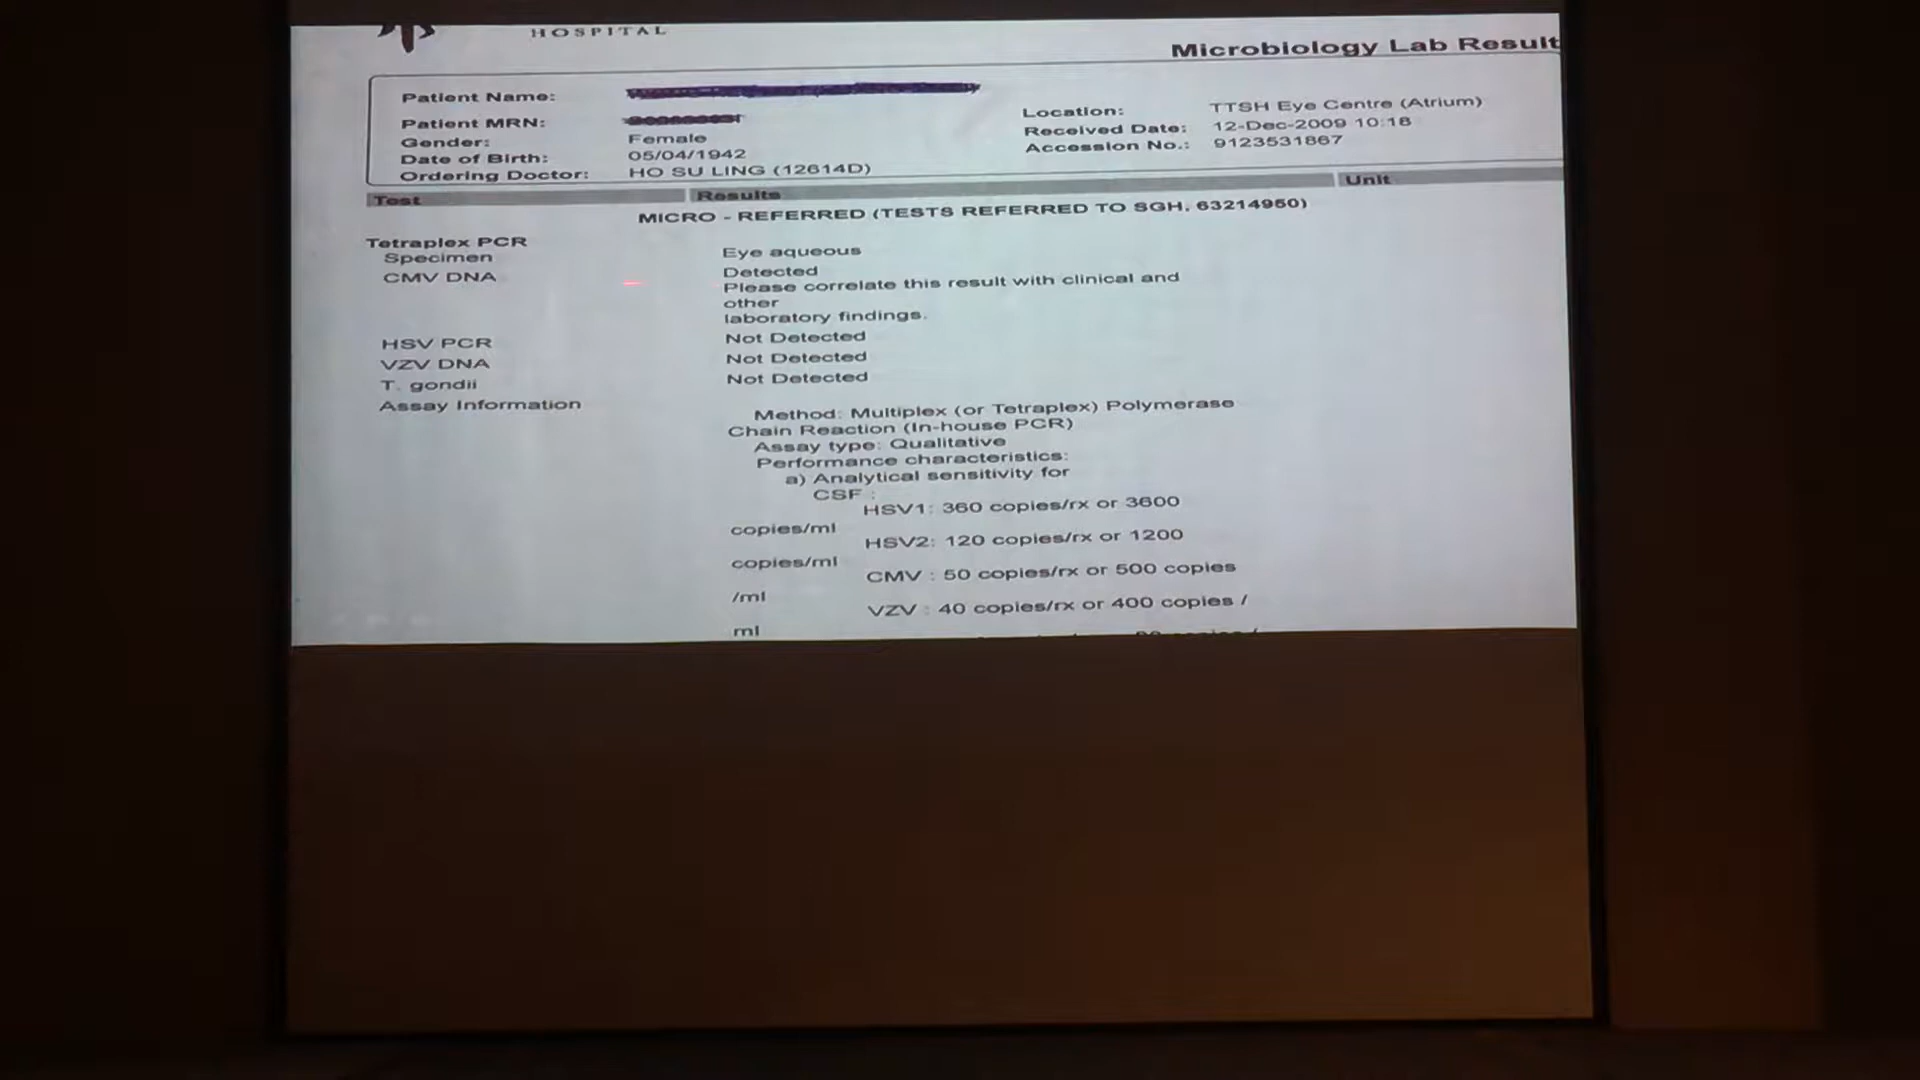 HOSPITAL
Microbiology Lab Result
Patient Name:
Patient MRN:
Gender: Female
Date of Birth: 05/04/1942
Ordering Doctor: HO SU LING (12614D)
Location: TTSH Eye Centre (Atrium)
Received Date: 12-Dec-2009 10:18
Accession No.: 9123531867
Test Results Unit
MICRO - REFERRED (TESTS REFERRED TO SGH, 63214950)
Tetraplex PCR
Specimen Eye aqueous
CMV DNA Detected
Please correlate this result with clinical and
other
laboratory findings.
HSV PCR Not Detected
VZV DNA Not Detected
T. gondii Not Detected
Assay Information
Method: Multiplex (or Tetraplex) Polymerase
Chain Reaction (In-house PCR)
Assay type: Qualitative
Performance characteristics:
a) Analytical sensitivity for
CSF :
HSV1: 360 copies/rx or 3600
copies/ml
HSV2: 120 copies/rx or 1200
copies/ml
CMV : 50 copies/rx or 500 copies
/ml
VZV : 40 copies/rx or 400 copies /
ml